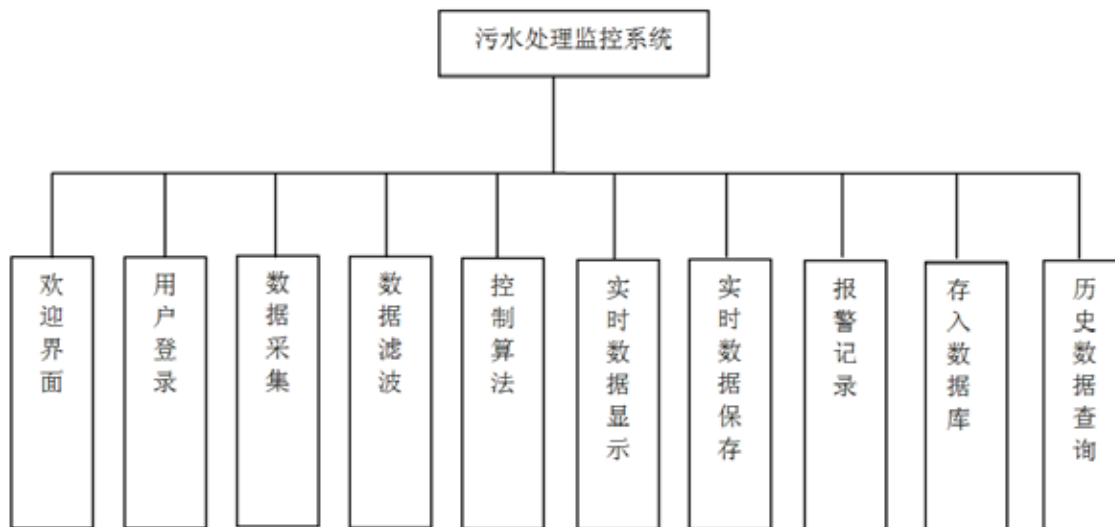 污水处理监控系统
欢迎界面
用户登录
数据采集
数据滤波
控制算法
实时数据显示
实时数据保存
报警记录
存入数据库
历史数据查询